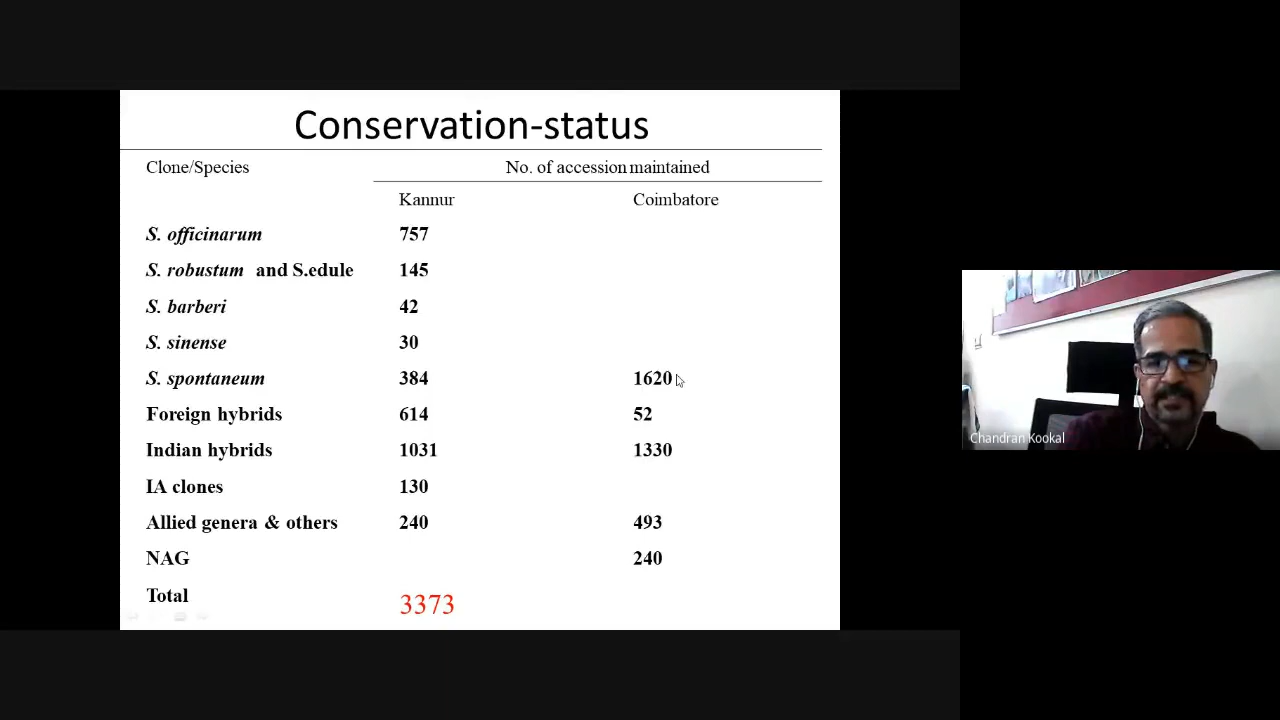 Conservation-status
Clone/Species No. of accession maintained
Kannur Coimbatore
S. officinarum 757
S. robustum and S.edule 145
S. barberi 42
S. sinense 30
S. spontaneum 384 1620
Foreign hybrids 614 52
Indian hybrids 1031 1330
IA clones 130
Allied genera & others 240 493
NAG 240
Total 3373
Chandran Kookal